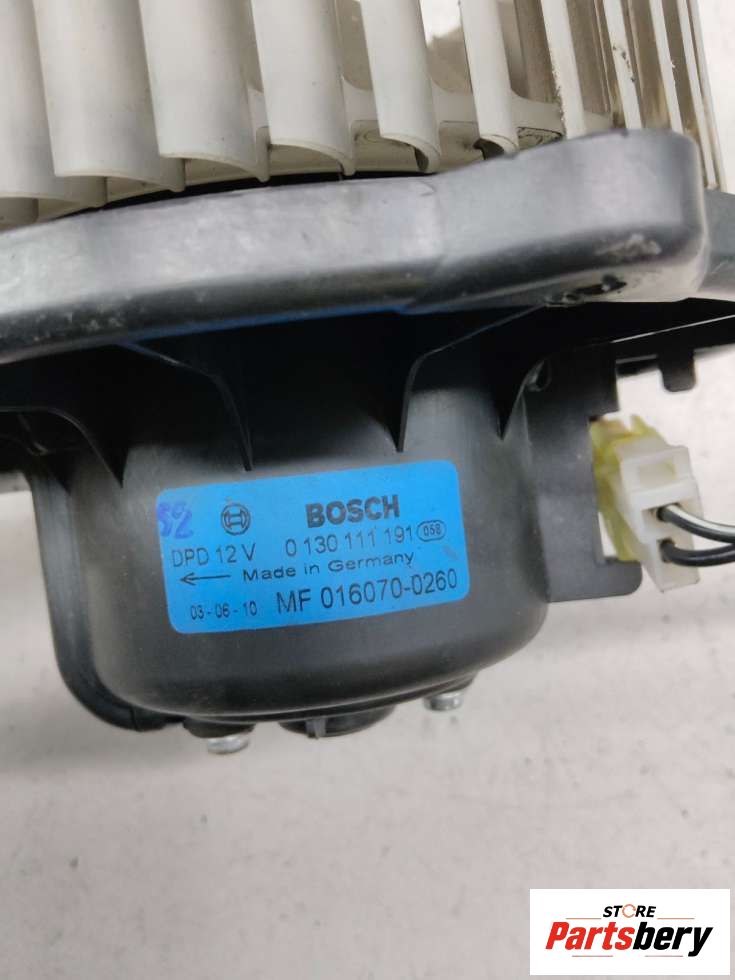 52
BOSCH
DPD 12 V 0 130 111 191 058
Made in Germany
03-06-10 MF 016070-0260
STORE
Partsbery